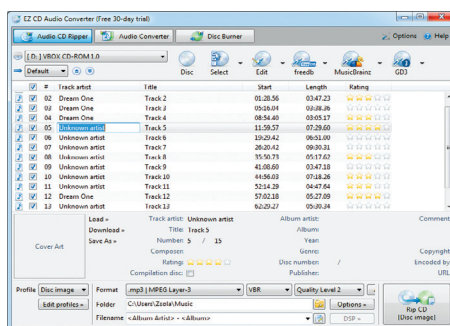 EZ CD Audio Converter (Free 30-day trial)
Audio CD Ripper Audio Converter Disc Burner Options Help
[ D: ] VBOX CD-ROM 1.0
Default Disc Select Edit freedb MusicBrainz GD3
# Track artist Title Start Length Rating
02 Dream One Track 2 01:28.56 03:47.23
03 Dream One Track 3 05:16.04 03:38.36
04 Dream One Track 4 08:54.40 03:05.17
05 Unknown artist Track 5 11:59.57 07:29.60
06 Unknown artist Track 6 19:29.42 06:51.00
07 Unknown artist Track 7 26:20.42 09:30.31
08 Unknown artist Track 8 35:50.73 05:17.62
09 Unknown artist Track 9 41:08.60 03:47.18
10 Unknown artist Track 10 44:56.03 07:18.26
11 Unknown artist Track 11 52:14.29 04:47.64
12 Dream One Track 12 57:02.18 05:27.09
13 Unknown artist Track 13 62:29.27 05:30.34
Cover Art
Load » Track artist: Unknown artist Album artist: Comment
Download » Title: Track 5 Album:
Save As » Number: 5 / 15 Year:
Composer: Genre: Copyright
Rating: Disc number: / Encoded by
Compilation disc: Publisher: URL
Profile Disc image Format .mp3 | MPEG Layer-3 VBR Quality Level 2
Edit profiles » Folder C:\Users\Zsola\Music Options »
Filename <Album Artist> - <Album> DSP »
Rip CD
[Disc image]